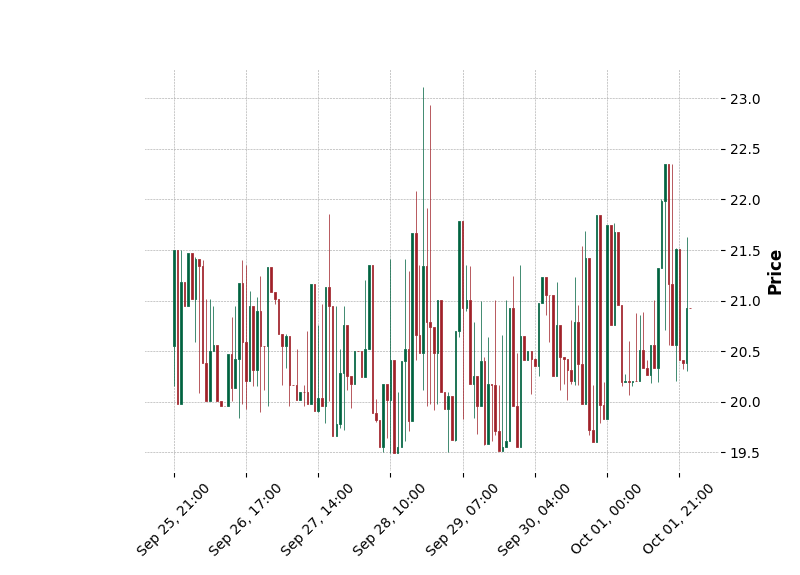 23.0
22.5
22.0
21.5
21.0
20.5
20.0
19.5
Price
Sep 25, 21:00
Sep 26, 17:00
Sep 27, 14:00
Sep 28, 10:00
Sep 29, 07:00
Sep 30, 04:00
Oct 01, 00:00
Oct 01, 21:00